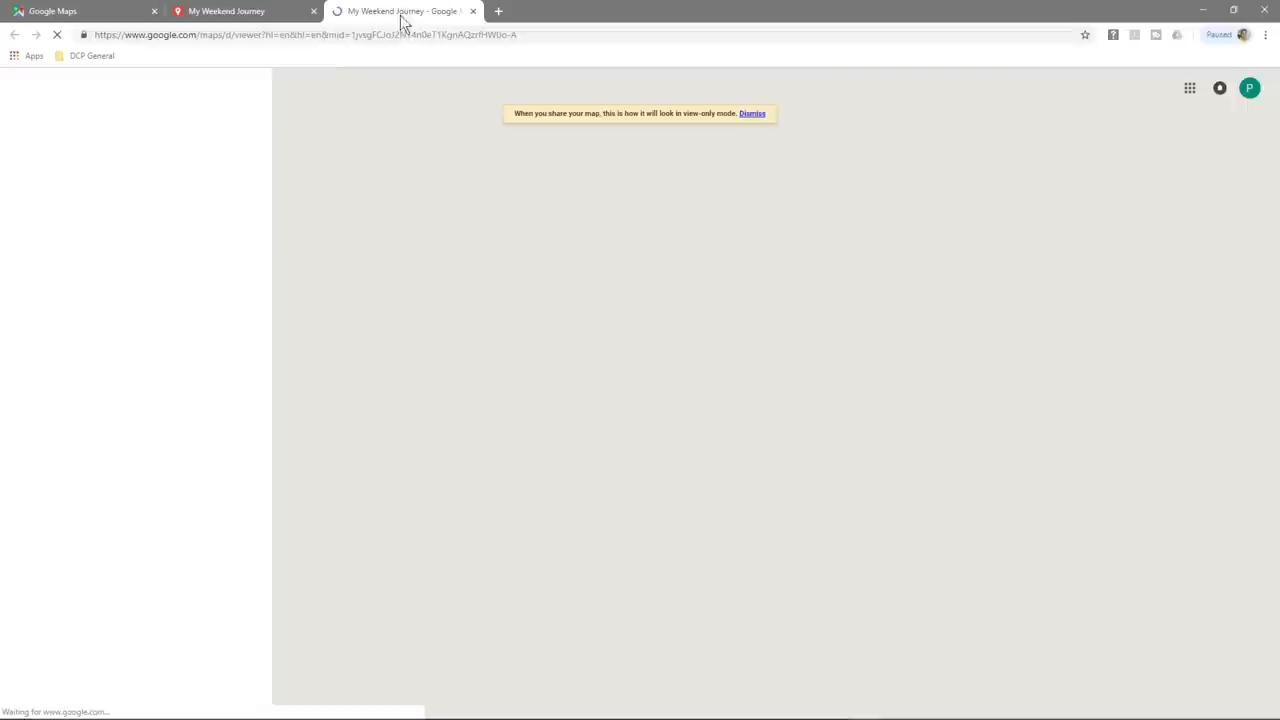 Google Maps
My Weekend Journey
My Weekend Journey - Google
Paused
Apps
DCP General
P
When you share your map, this is how it will look in view-only mode. Dismiss
Waiting for www.google.com...